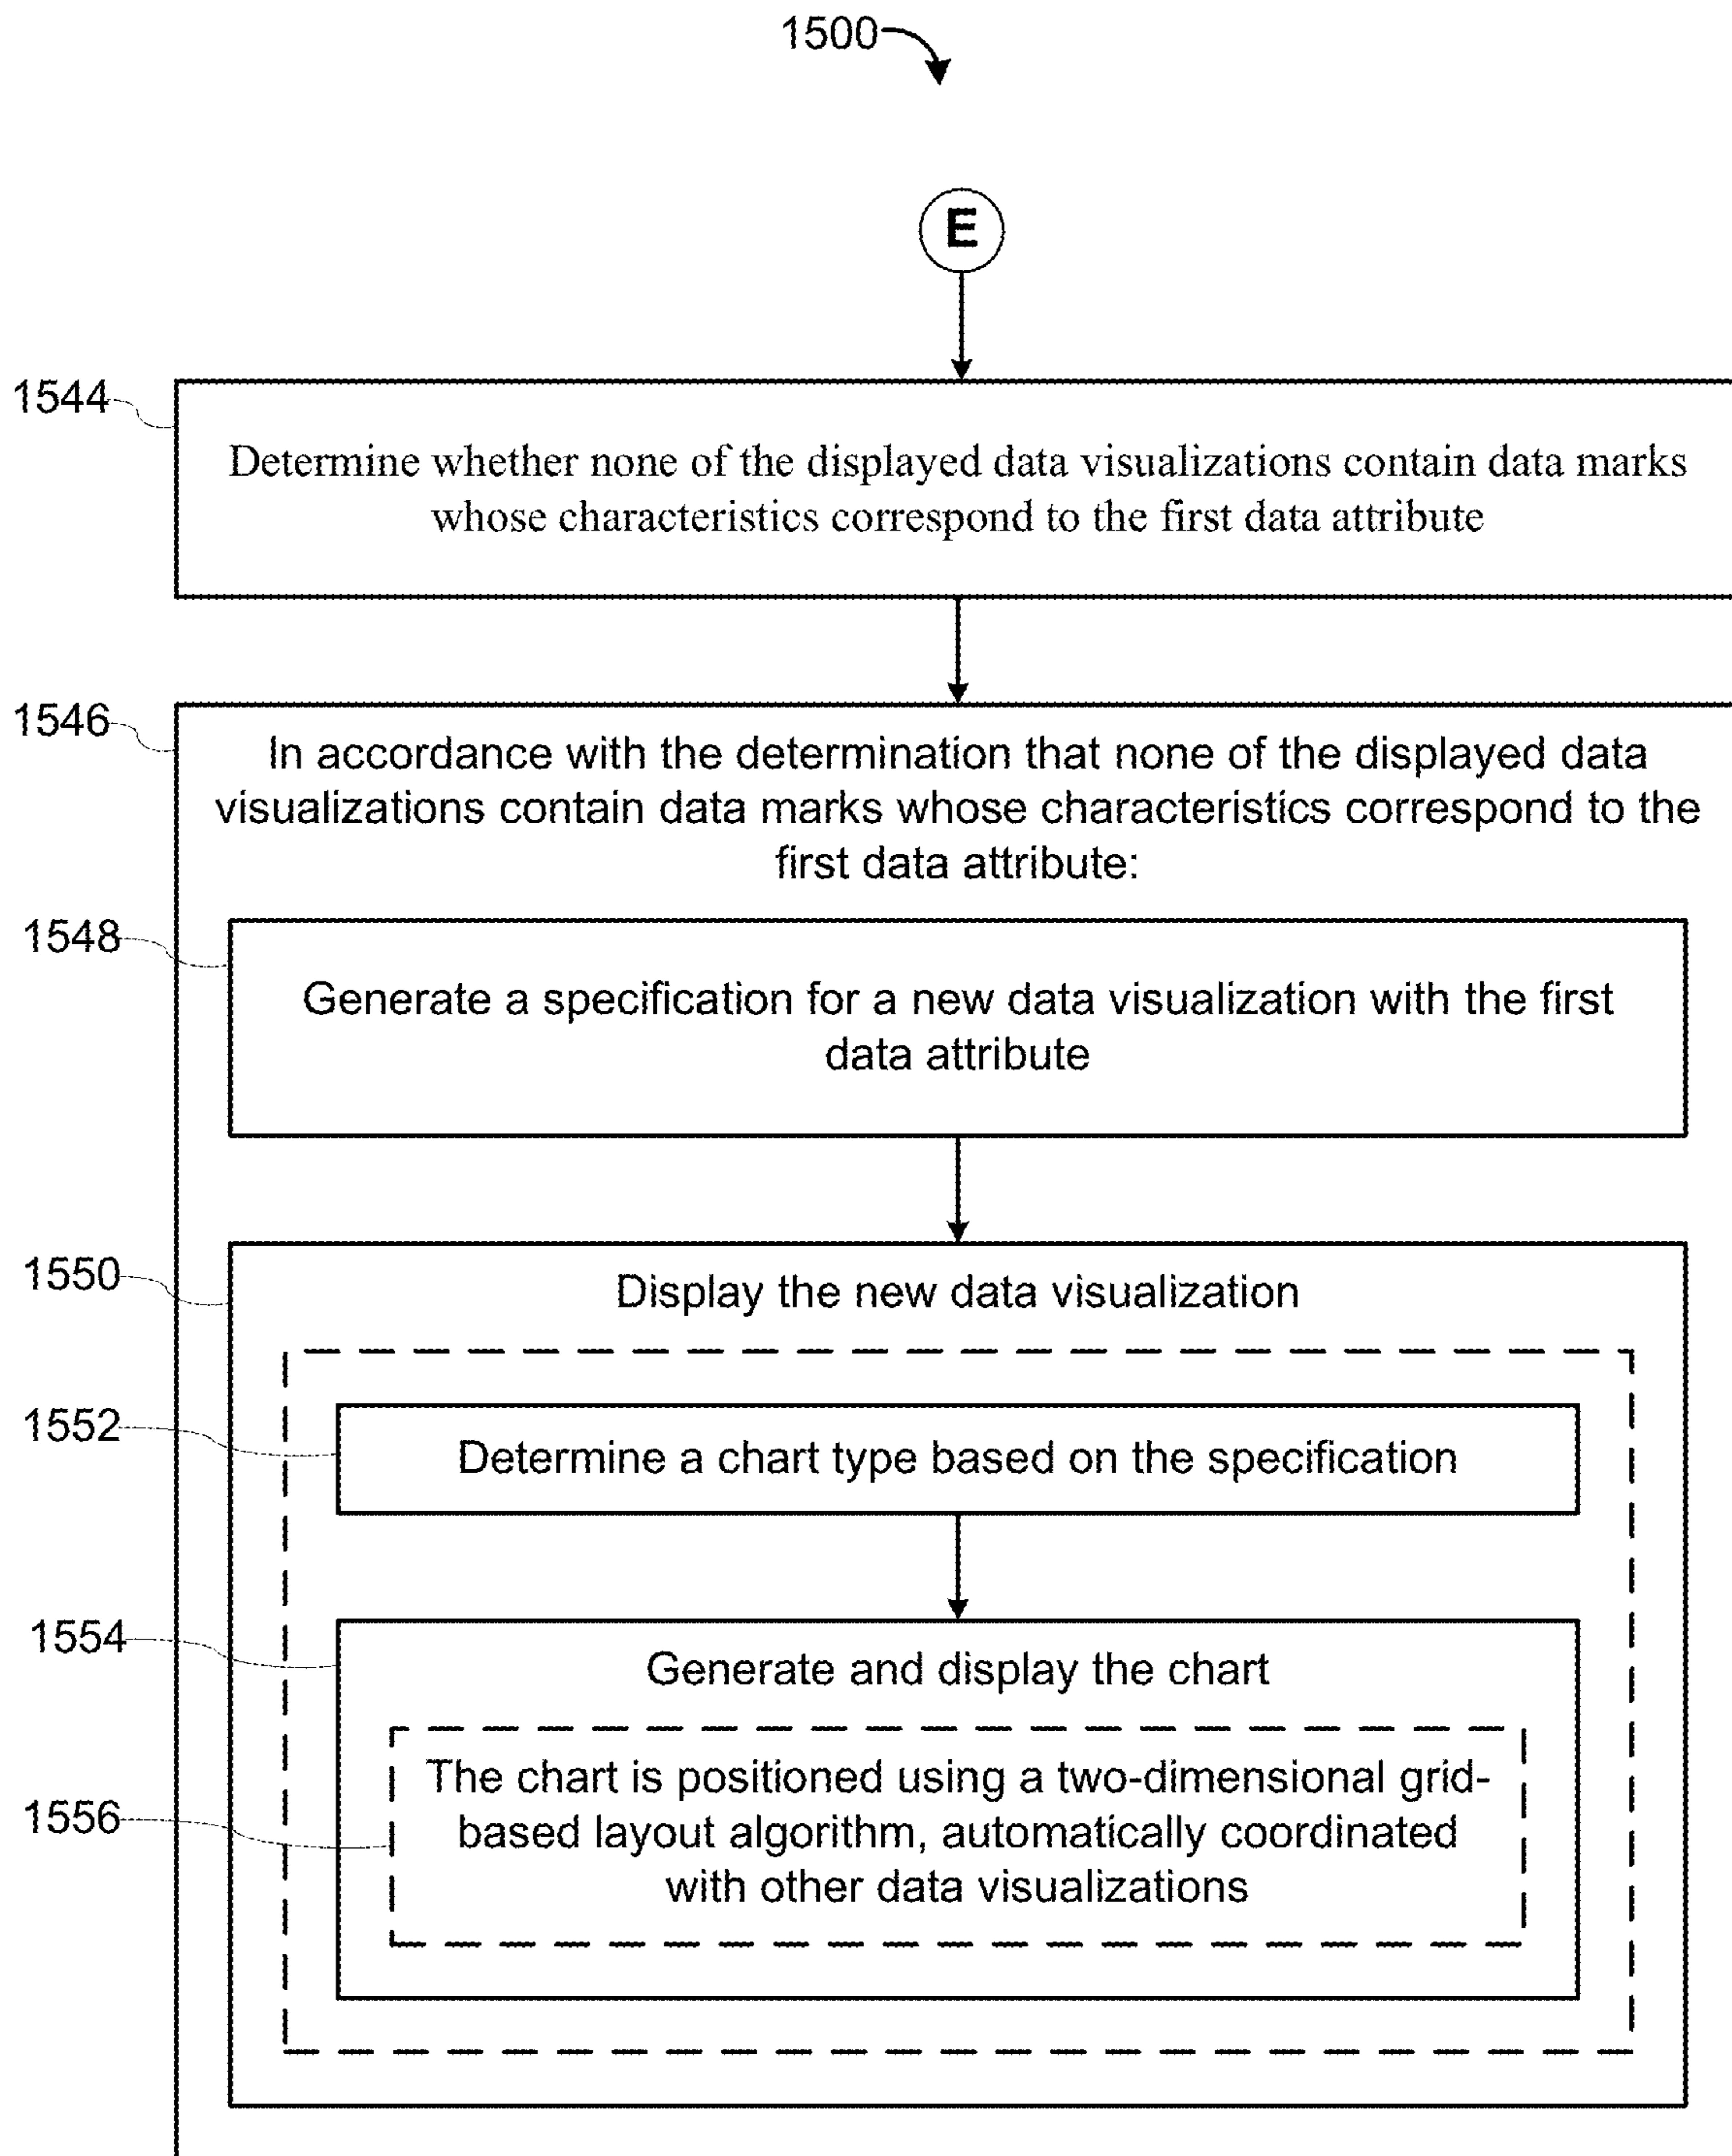 1500
E
1544
Determine whether none of the displayed data visualizations contain data marks
whose characteristics correspond to the first data attribute
1546
In accordance with the determination that none of the displayed data
visualizations contain data marks whose characteristics correspond to the
first data attribute:
1548
Generate a specification for a new data visualization with the first
data attribute
1550
Display the new data visualization
1552
Determine a chart type based on the specification
1554
Generate and display the chart
1556
The chart is positioned using a two-dimensional grid-
based layout algorithm, automatically coordinated
with other data visualizations